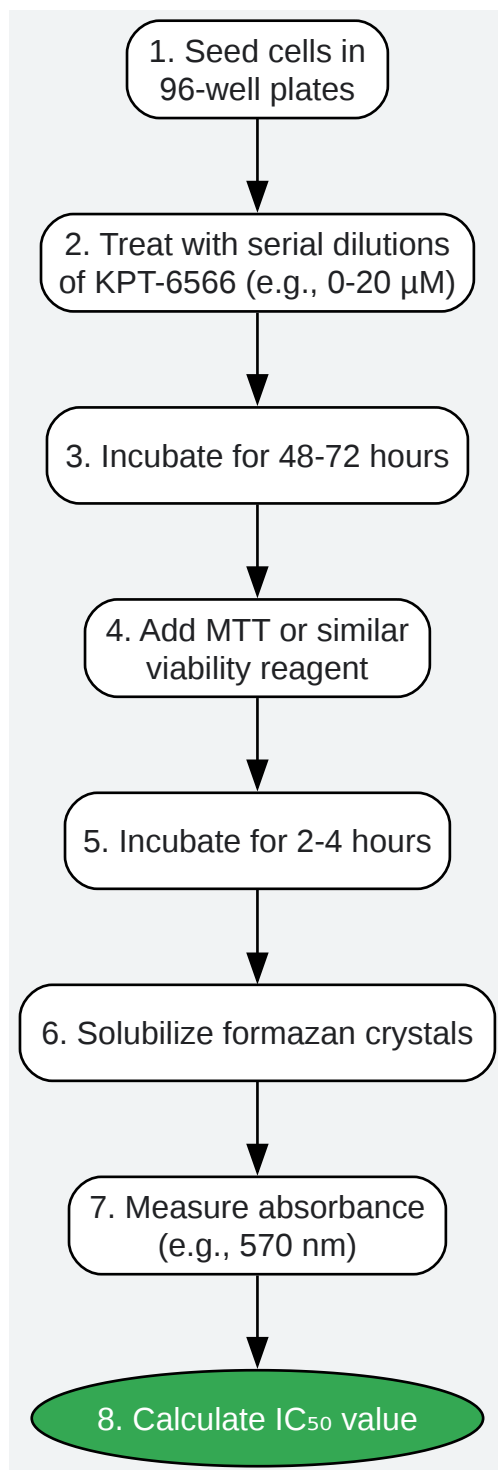 1. Seed cells in
96-well plates
2. Treat with serial dilutions
of KPT-6566 (e.g., 0-20 µM)
3. Incubate for 48-72 hours
4. Add MTT or similar
viability reagent
5. Incubate for 2-4 hours
6. Solubilize formazan crystals
7. Measure absorbance
(e.g., 570 nm)
8. Calculate IC₅₀ value